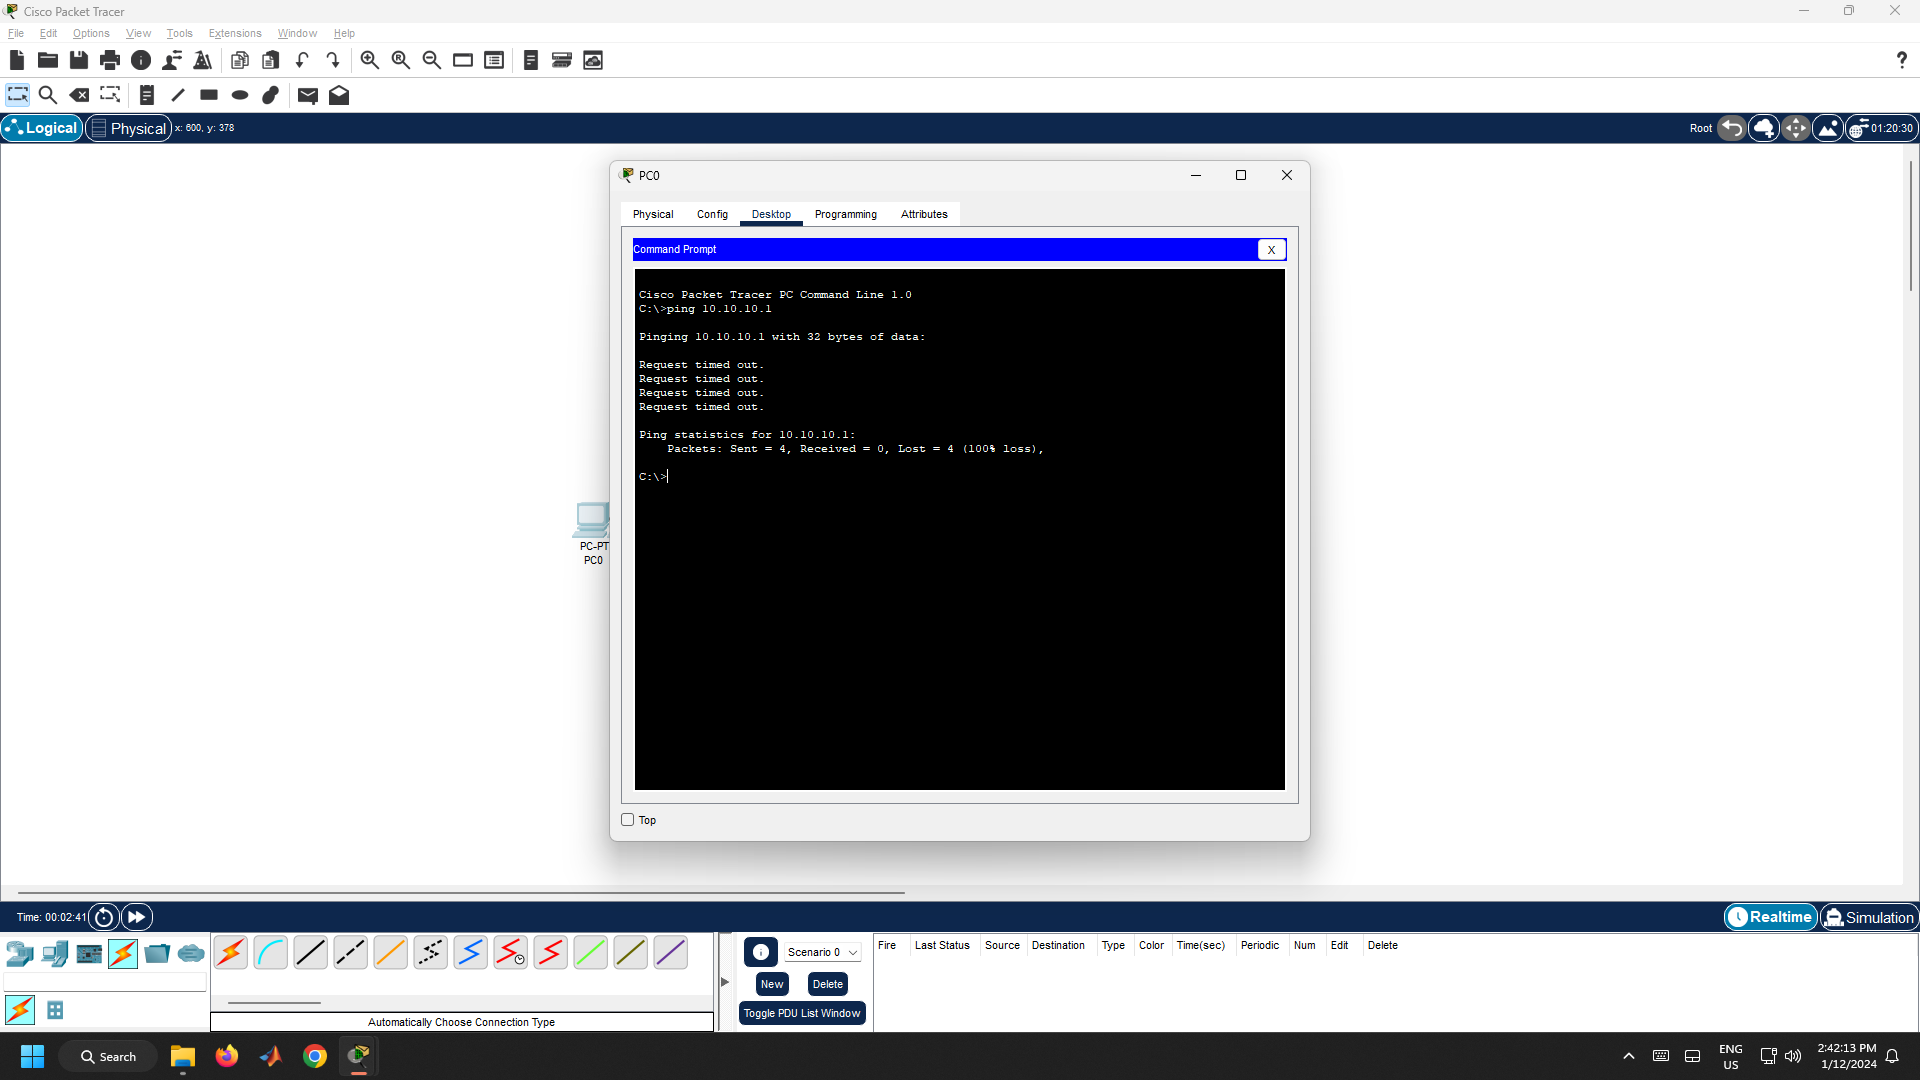 Cisco Packet Tracer
File Edit Options View Tools Extensions Window Help
?
Logical Physical x: 600, y: 378 Root 01:20:30
PC0
Physical Config Desktop Programming Attributes
Command Prompt X
Cisco Packet Tracer PC Command Line 1.0
C:\>ping 10.10.10.1
Pinging 10.10.10.1 with 32 bytes of data:
Request timed out.
Request timed out.
Request timed out.
Request timed out.
Ping statistics for 10.10.10.1:
Packets: Sent = 4, Received = 0, Lost = 4 (100% loss),
C:\>
PC-PT
PC0
Top
Time: 00:02:41 Realtime Simulation
Scenario 0
New Delete
Toggle PDU List Window
Fire Last Status Source Destination Type Color Time(sec) Periodic Num Edit Delete
Automatically Choose Connection Type
Search
ENG
US
2:42:13 PM
1/12/2024